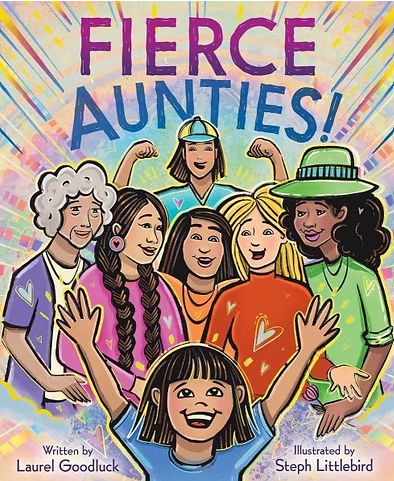 FIERCE
AUNTIES!
Written by
Laurel Goodluck
Illustrated by
Steph Littlebird